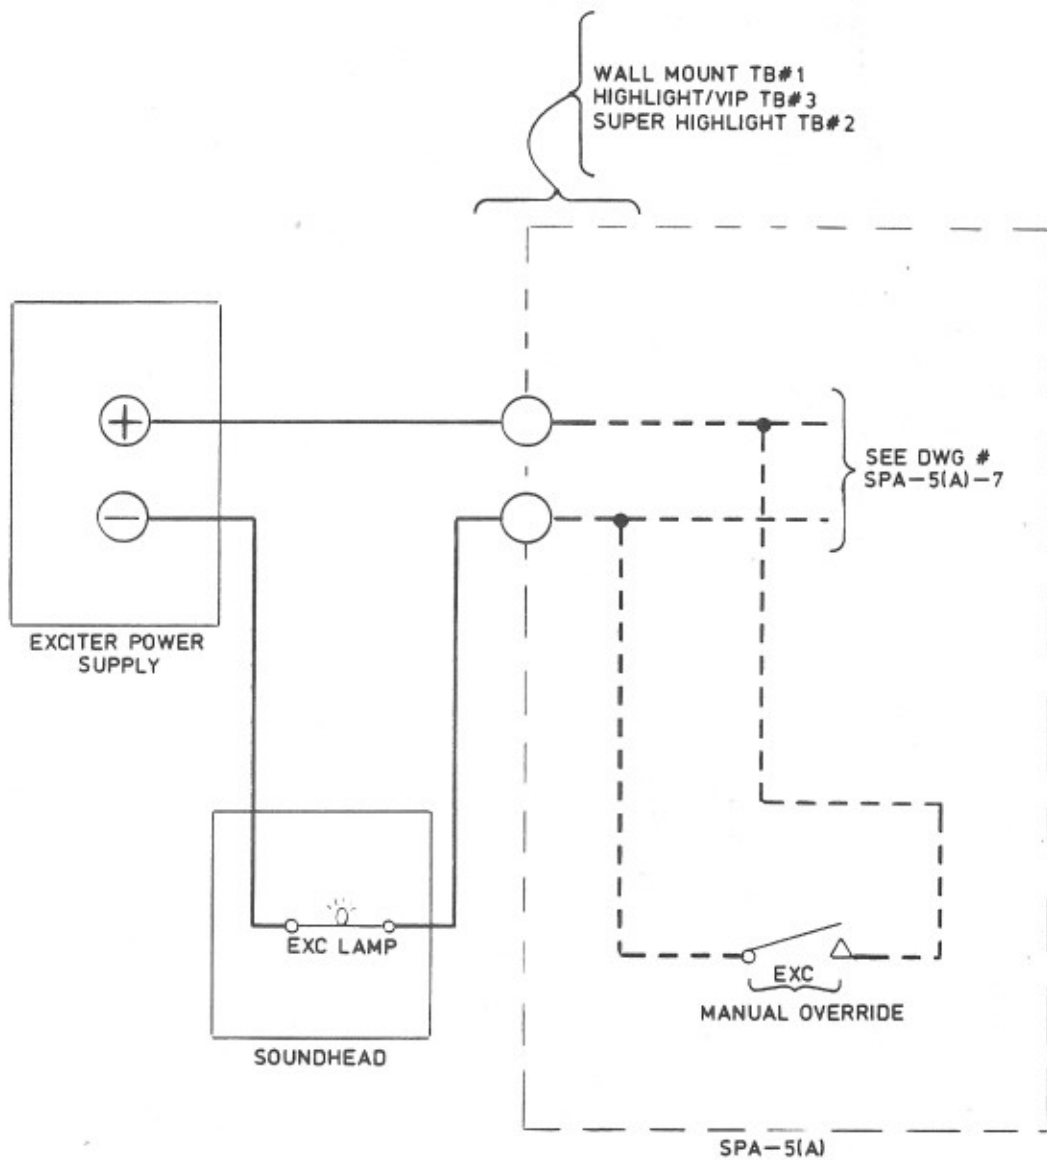 WALL MOUNT TB#1
HIGHLIGHT/VIP TB#3
SUPER HIGHLIGHT TB#2
+
−
SEE DWG #
SPA-5(A)-7
EXCITER POWER
SUPPLY
EXC LAMP
EXC
MANUAL OVERRIDE
SOUNDHEAD
SPA-5(A)